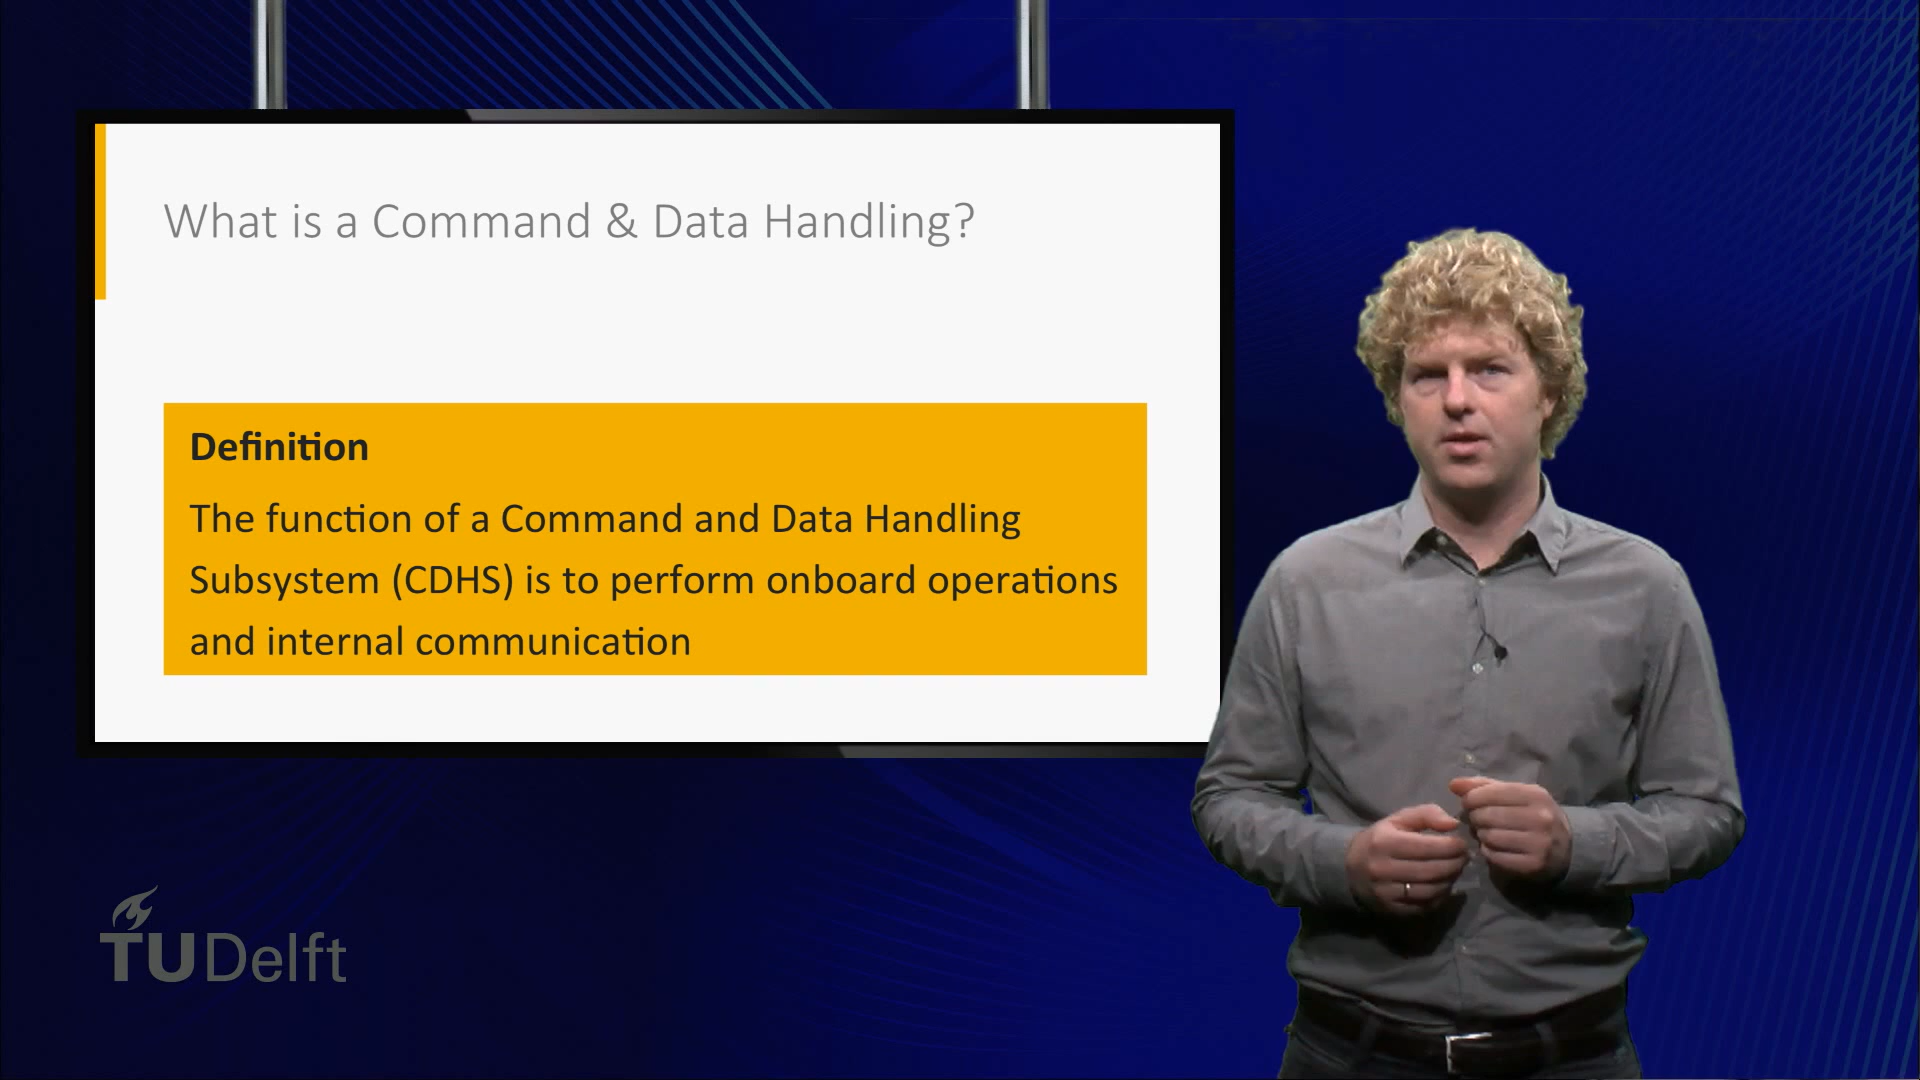 What is a Command & Data Handling?
Definition
The function of a Command and Data Handling
Subsystem (CDHS) is to perform onboard operations
and internal communication
TUDelft